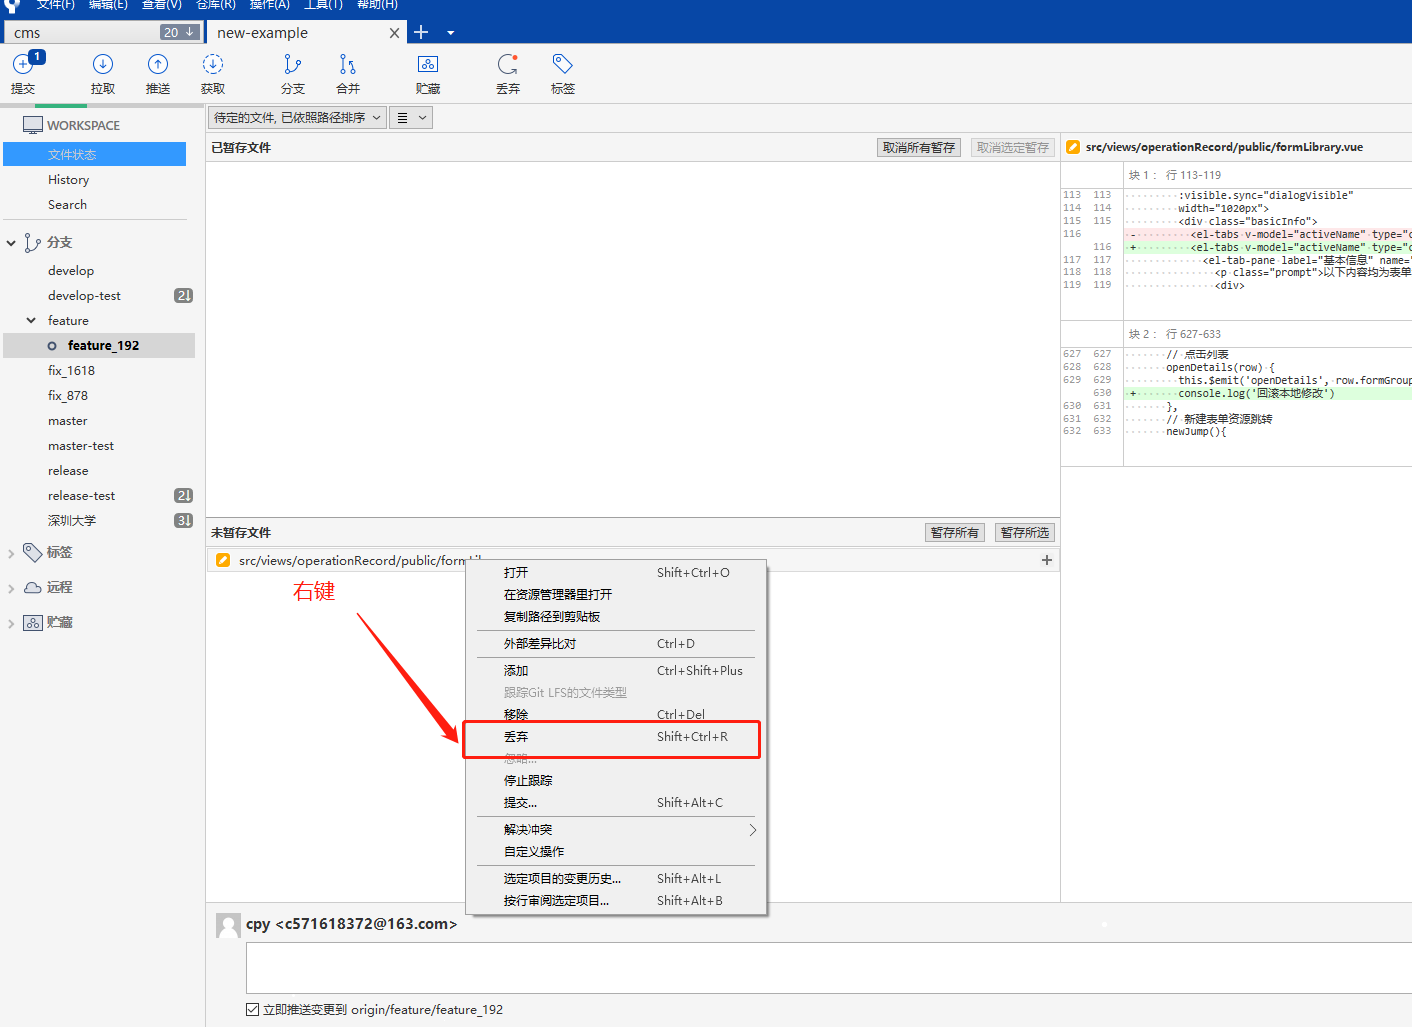 文件(F) 编辑(E) 查看(V) 仓库(R) 操作(A) 工具(T) 帮助(H)
cms 20
new-example
1
提交 拉取 推送 获取 分支 合并 贮藏 丢弃 标签
待定的文件, 已依照路径排序
WORKSPACE
文件状态
History
Search
分支
develop
develop-test 2
feature
feature_192
fix_1618
fix_878
master
master-test
release
release-test 2
深圳大学 3
标签
远程
贮藏
已暂存文件 取消所有暂存 取消选定暂存
未暂存文件 暂存所有 暂存所选
src/views/operationRecord/public/formLib
右键
打开 Shift+Ctrl+O
在资源管理器里打开
复制路径到剪贴板
外部差异比对 Ctrl+D
添加 Ctrl+Shift+Plus
跟踪Git LFS的文件类型
移除 Ctrl+Del
丢弃 Shift+Ctrl+R
忽略...
停止跟踪
提交... Shift+Alt+C
解决冲突
自定义操作
选定项目的变更历史... Shift+Alt+L
按行审阅选定项目... Shift+Alt+B
src/views/operationRecord/public/formLibrary.vue
块 1： 行 113-119
113 113 :visible.sync="dialogVisible"
114 114 width="1020px">
115 115 <div class="basicInfo">
116 - <el-tabs v-model="activeName" type="c
116 + <el-tabs v-model="activeName" type="c
117 117 <el-tab-pane label="基本信息" name="
118 118 <p class="prompt">以下内容均为表单
119 119 <div>
块 2： 行 627-633
627 627 // 点击列表
628 628 openDetails(row) {
629 629 this.$emit('openDetails', row.formGroup
630 + console.log('回滚本地修改')
630 631 },
631 632 // 新建表单资源跳转
632 633 newJump(){
cpy <c571618372@163.com>
立即推送变更到 origin/feature/feature_192